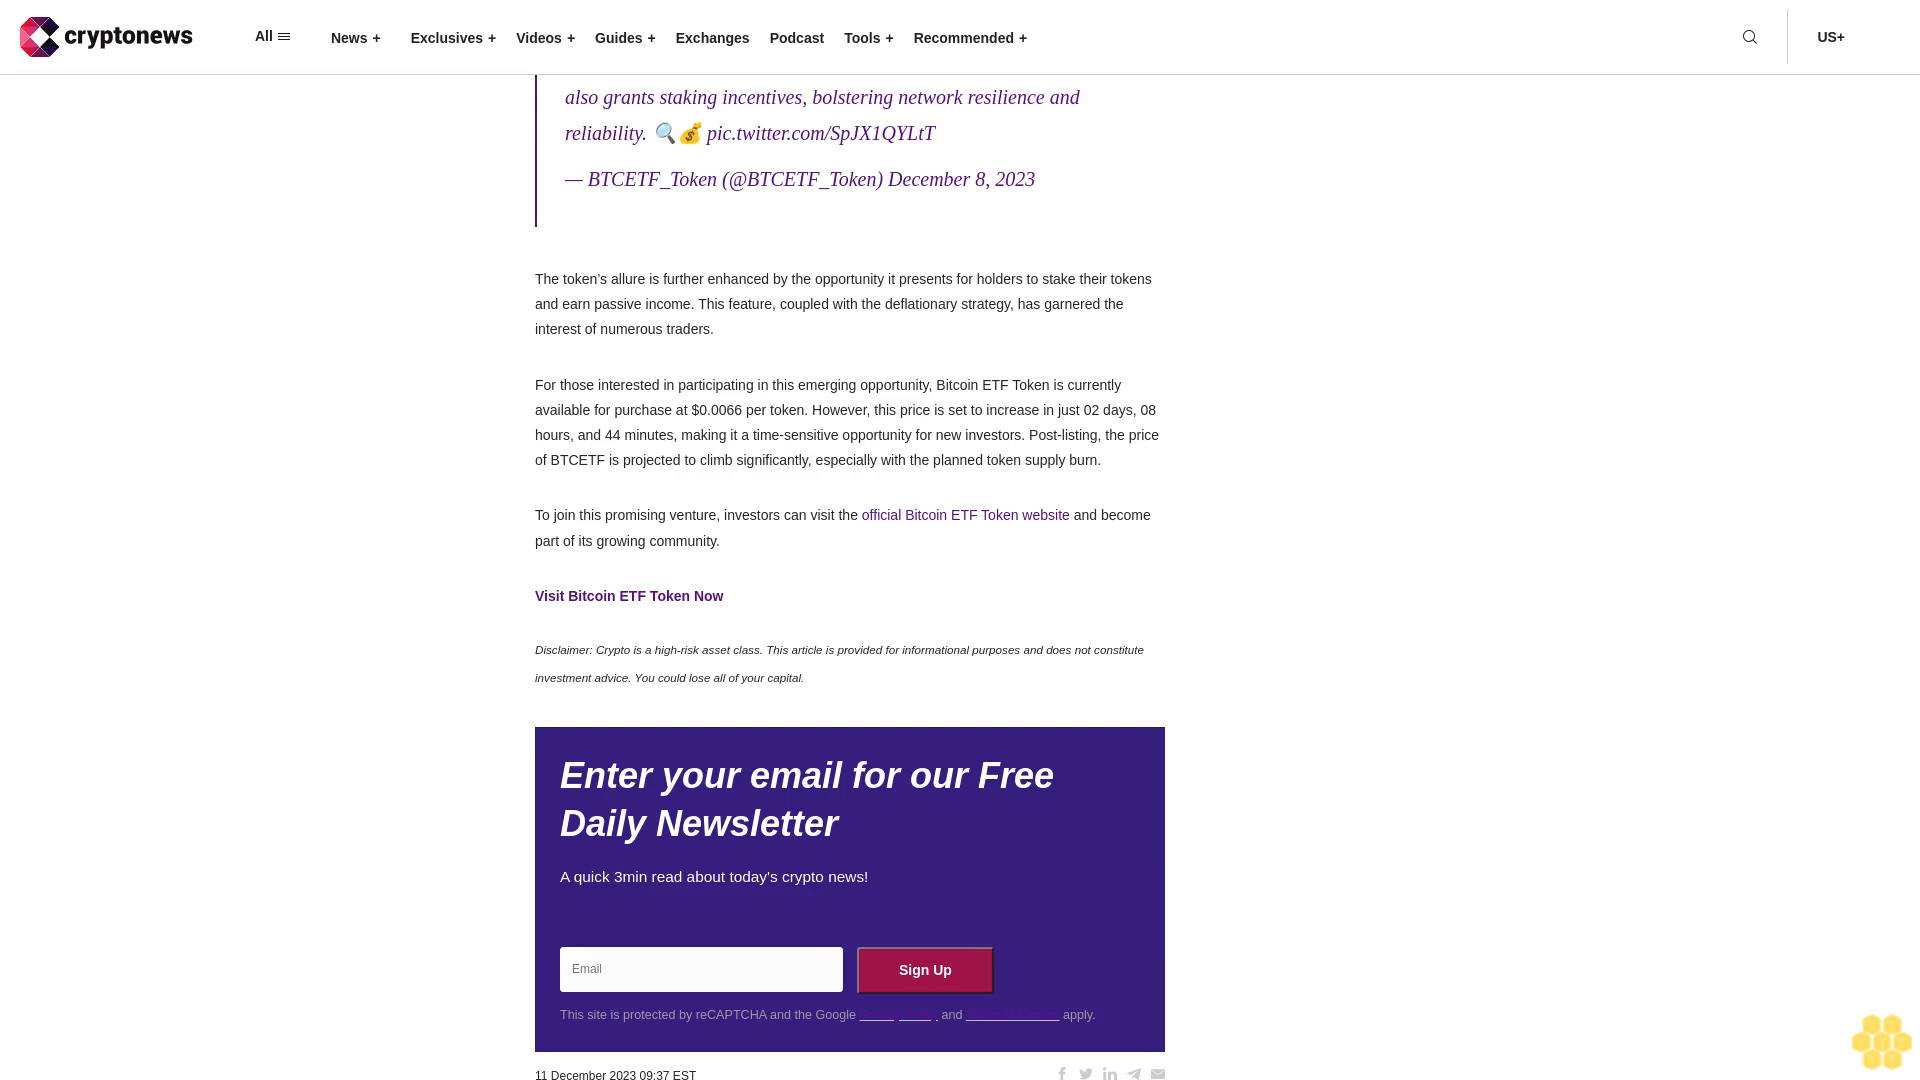 cryptonews
All
News +
Exclusives +
Videos +
Guides +
Exchanges
Podcast
Tools +
Recommended +
US+
also grants staking incentives, bolstering network resilience and
reliability. 🔍💰 pic.twitter.com/SpJX1QYLtT
— BTCETF_Token (@BTCETF_Token) December 8, 2023
The token’s allure is further enhanced by the opportunity it presents for holders to stake their tokens
and earn passive income. This feature, coupled with the deflationary strategy, has garnered the
interest of numerous traders.
For those interested in participating in this emerging opportunity, Bitcoin ETF Token is currently
available for purchase at $0.0066 per token. However, this price is set to increase in just 02 days, 08
hours, and 44 minutes, making it a time-sensitive opportunity for new investors. Post-listing, the price
of BTCETF is projected to climb significantly, especially with the planned token supply burn.
To join this promising venture, investors can visit the official Bitcoin ETF Token website and become
part of its growing community.
Visit Bitcoin ETF Token Now
Disclaimer: Crypto is a high-risk asset class. This article is provided for informational purposes and does not constitute
investment advice. You could lose all of your capital.
Enter your email for our Free
Daily Newsletter
A quick 3min read about today's crypto news!
Email
Sign Up
This site is protected by reCAPTCHA and the Google and apply.
11 December 2023 09:37 EST